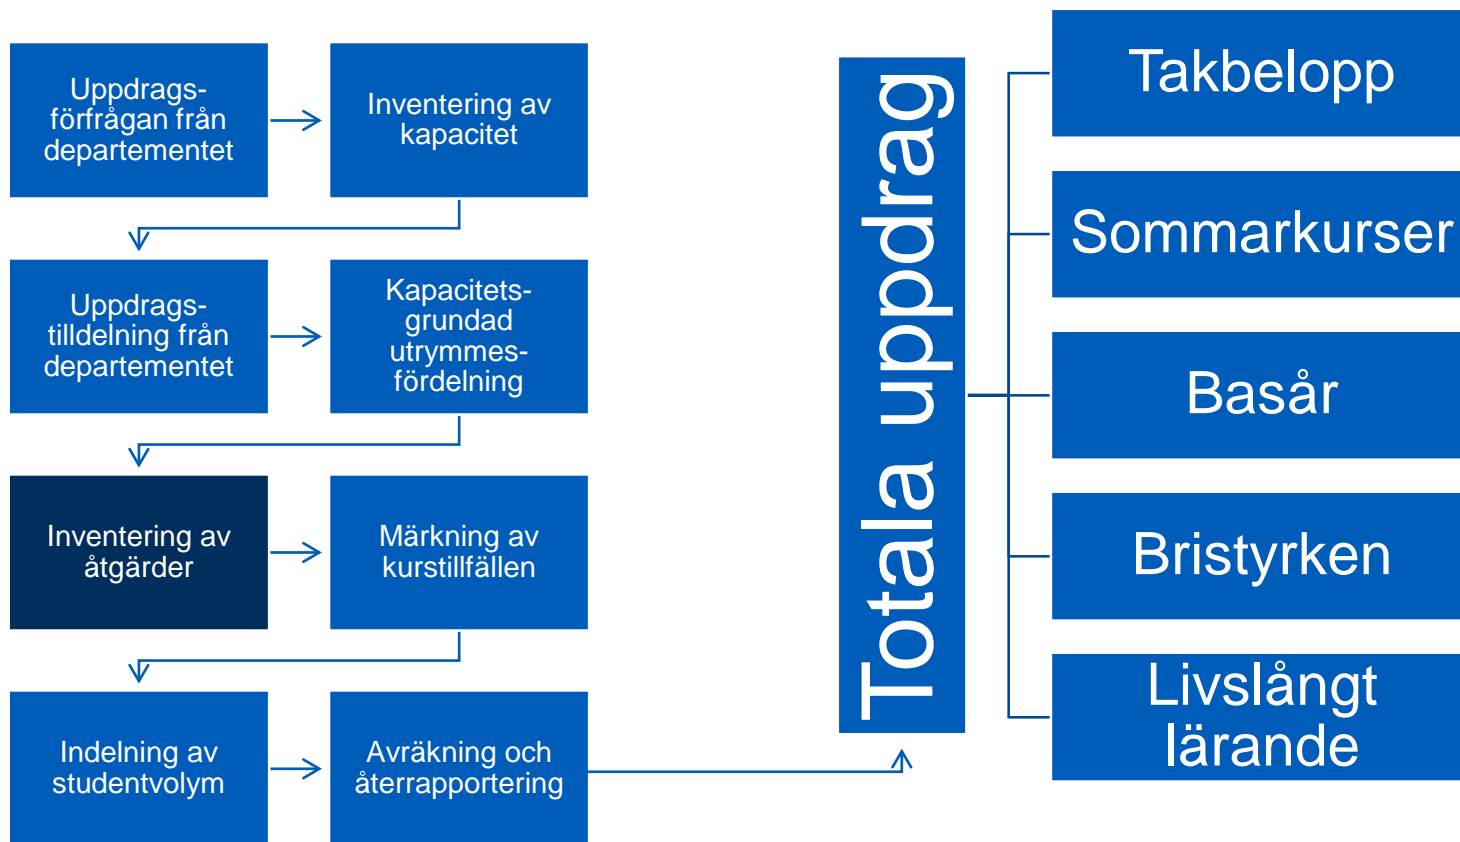 Uppdrags-
förfrågan från
departementet
Inventering av
kapacitet
Uppdrags-
tilldelning från
departementet
Kapacitets-
grundad
utrymmes-
fördelning
Inventering av
åtgärder
Märkning av
kurstillfällen
Indelning av
studentvolym
Avräkning och
återrapportering
Totala uppdrag
Takbelopp
Sommarkurser
Basår
Bristyrken
Livslångt
lärande